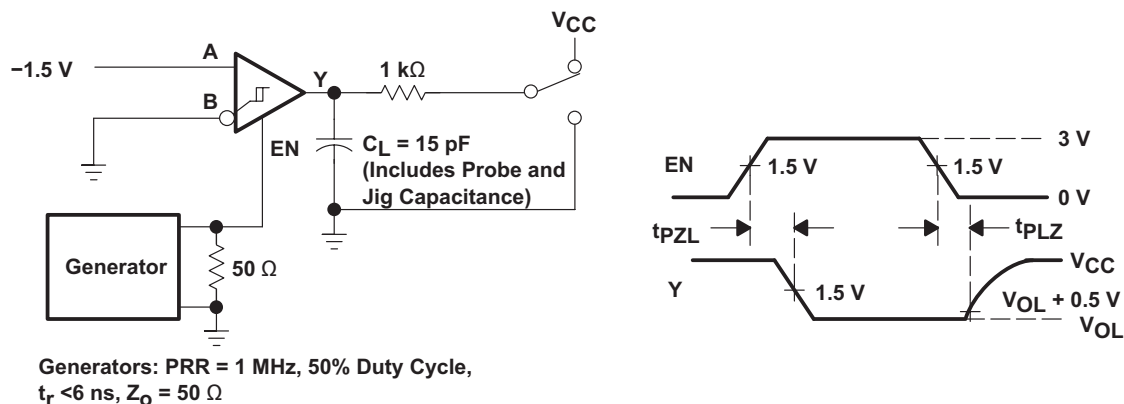 VCC
A
−1.5 V
Y
1 kΩ
B
EN
CL = 15 pF
(Includes Probe and
Jig Capacitance)
Generator
50 Ω
Generators: PRR = 1 MHz, 50% Duty Cycle,
tr <6 ns, Zo = 50 Ω
3 V
EN
1.5 V
1.5 V
0 V
tPZL
tPLZ
VCC
Y
1.5 V
VOL + 0.5 V
VOL